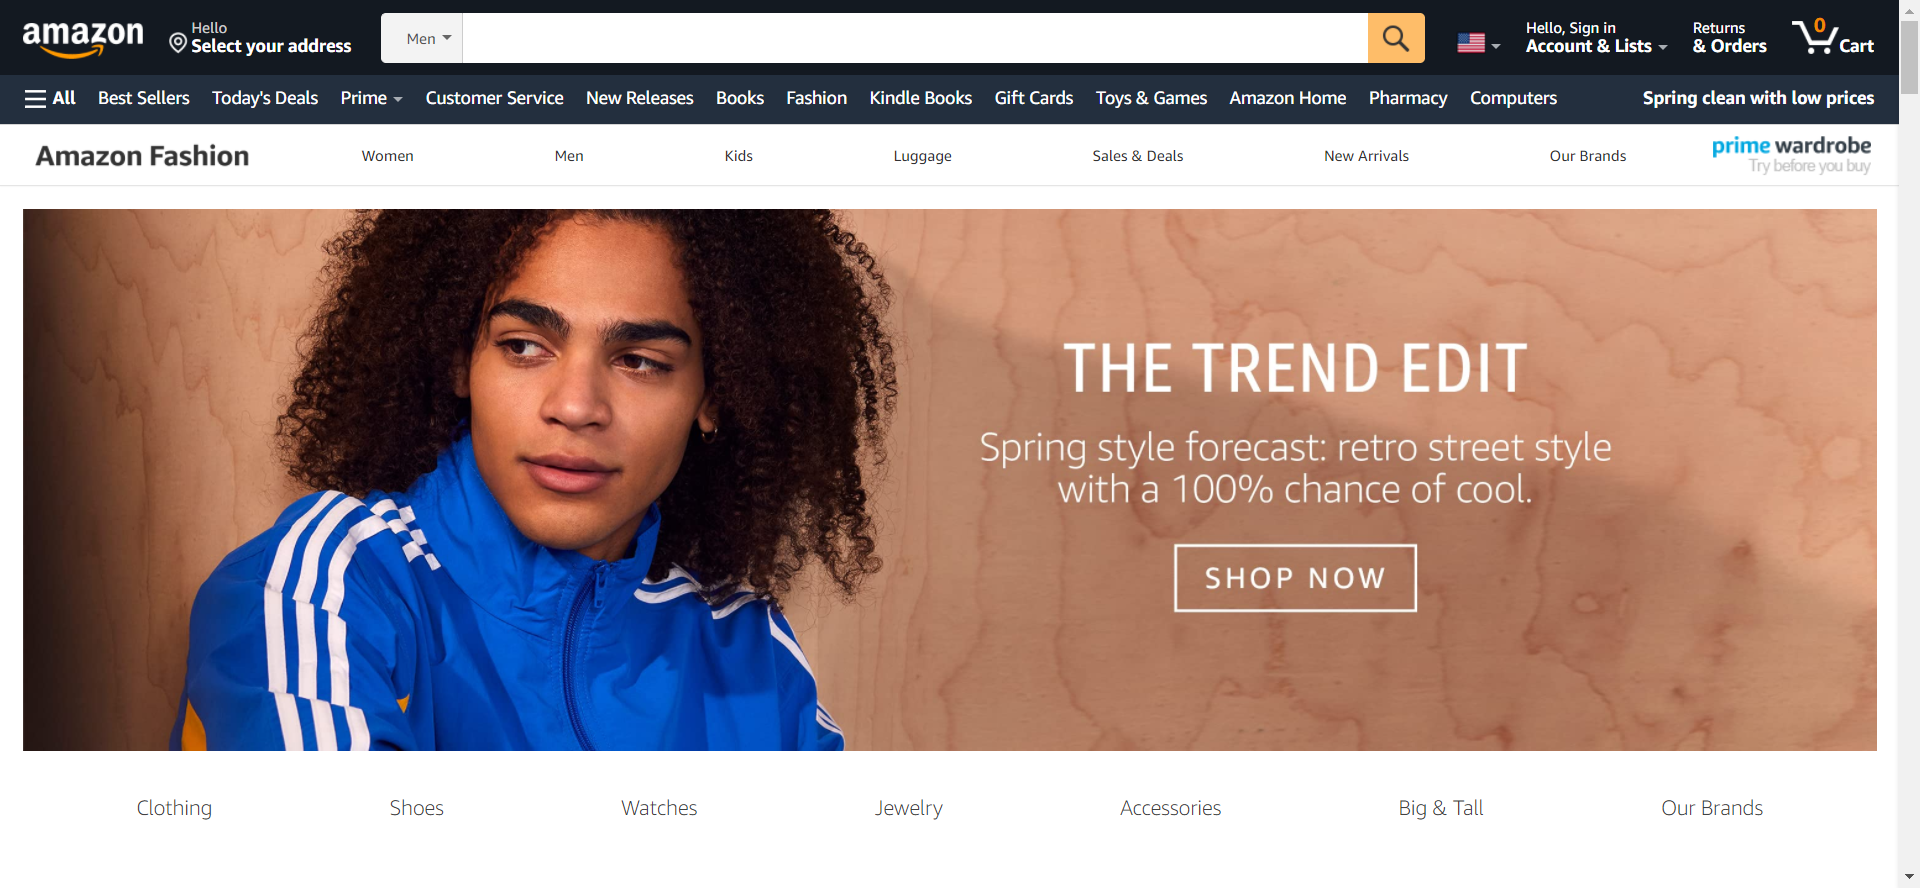 amazon
Hello
Select your address
Men
Hello, Sign in
Account & Lists
Returns
& Orders
0
Cart
All
Best Sellers
Today's Deals
Prime
Customer Service
New Releases
Books
Fashion
Kindle Books
Gift Cards
Toys & Games
Amazon Home
Pharmacy
Computers
Spring clean with low prices
Amazon Fashion
Women
Men
Kids
Luggage
Sales & Deals
New Arrivals
Our Brands
prime wardrobe
Try before you buy
THE TREND EDIT
Spring style forecast: retro street style
with a 100% chance of cool.
SHOP NOW
Clothing
Shoes
Watches
Jewelry
Accessories
Big & Tall
Our Brands